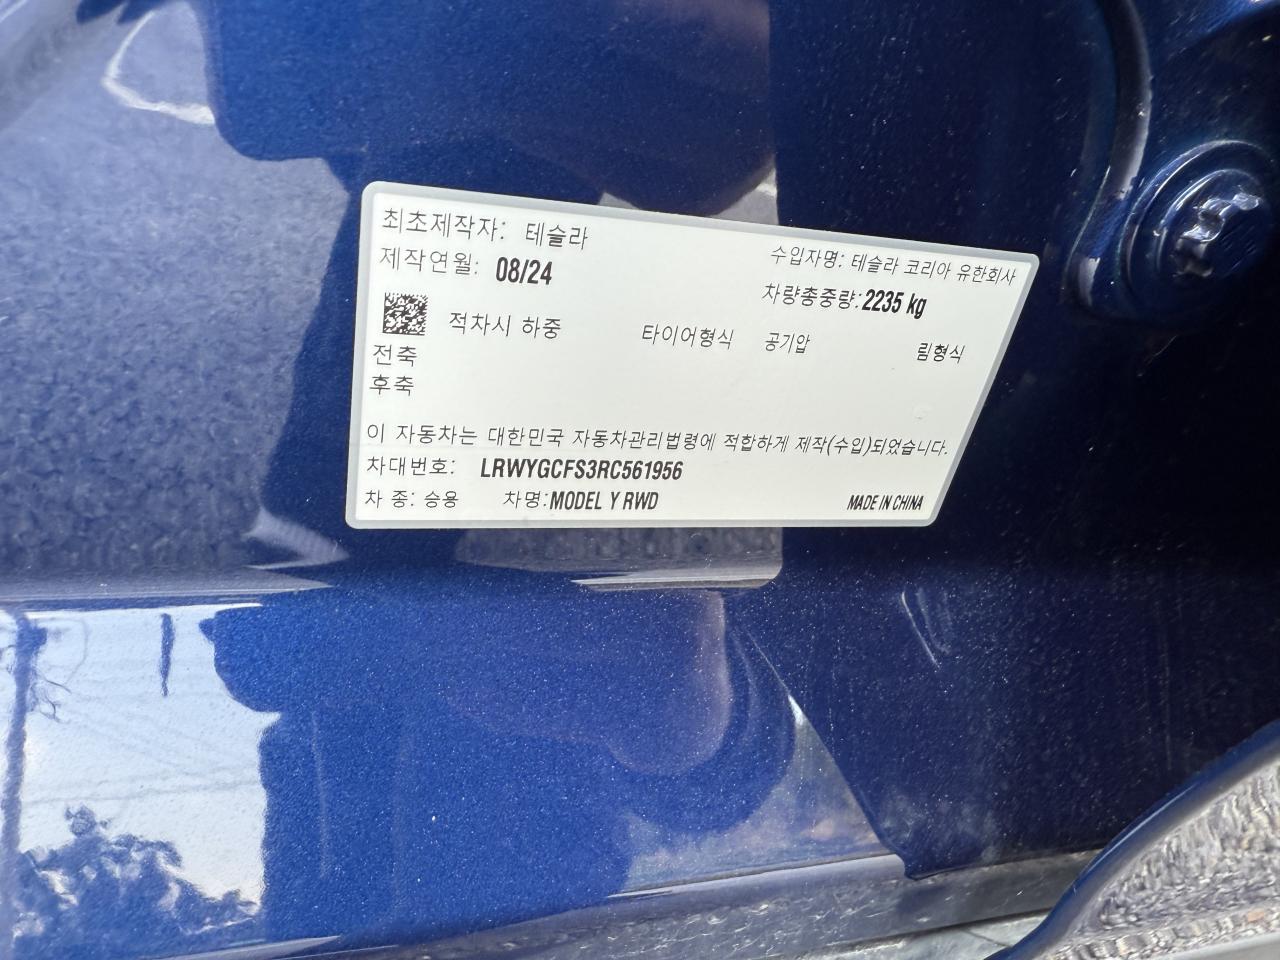 최초제작자: 테슬라
수입자명: 테슬라 코리아 유한회사
제작연월: 08/24
차량총중량:2235 kg
적차시 하중 타이어형식 공기압 림형식
전축
후축
이 자동차는 대한민국 자동차관리법령에 적합하게 제작(수입)되었습니다.
차대번호: LRWYGCFS3RC561956
차 종: 승용 차명:MODEL Y RWD MADE IN CHINA